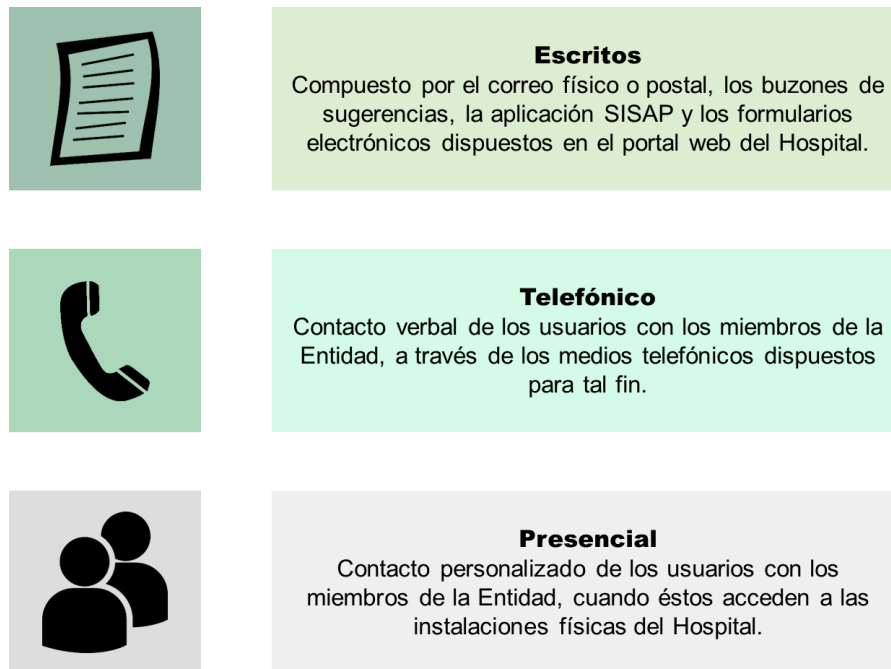 Escritos
Compuesto por el correo físico o postal, los buzones de
sugerencias, la aplicación SISAP y los formularios
electrónicos dispuestos en el portal web del Hospital.
Telefónico
Contacto verbal de los usuarios con los miembros de la
Entidad, a través de los medios telefónicos dispuestos
para tal fin.
Presencial
Contacto personalizado de los usuarios con los
miembros de la Entidad, cuando éstos acceden a las
instalaciones físicas del Hospital.